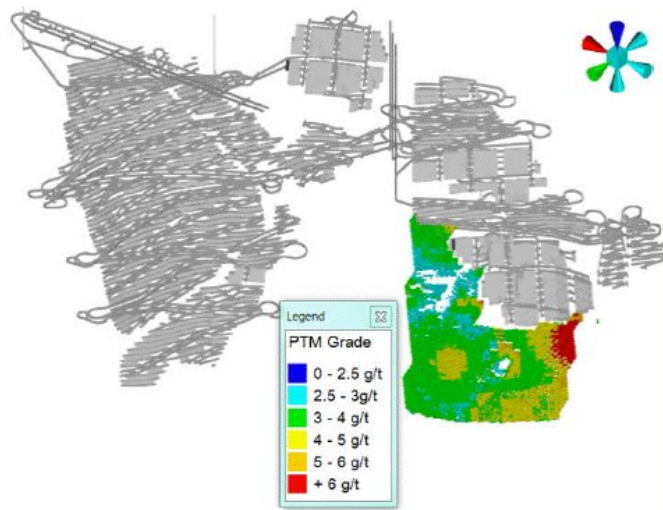 Legend
PTM Grade
0 - 2.5 g/t
2.5 - 3g/t
3 - 4 g/t
4 - 5 g/t
5 - 6 g/t
+ 6 g/t